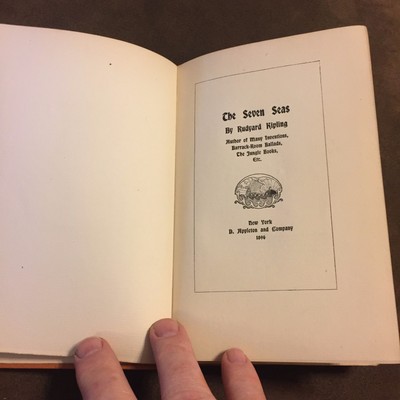 The Seven Seas
By Rudyard Kipling
Author of Many Inventions,
Barrack-Room Ballads,
The Jungle Books,
Etc.
New York
D. Appleton and Company